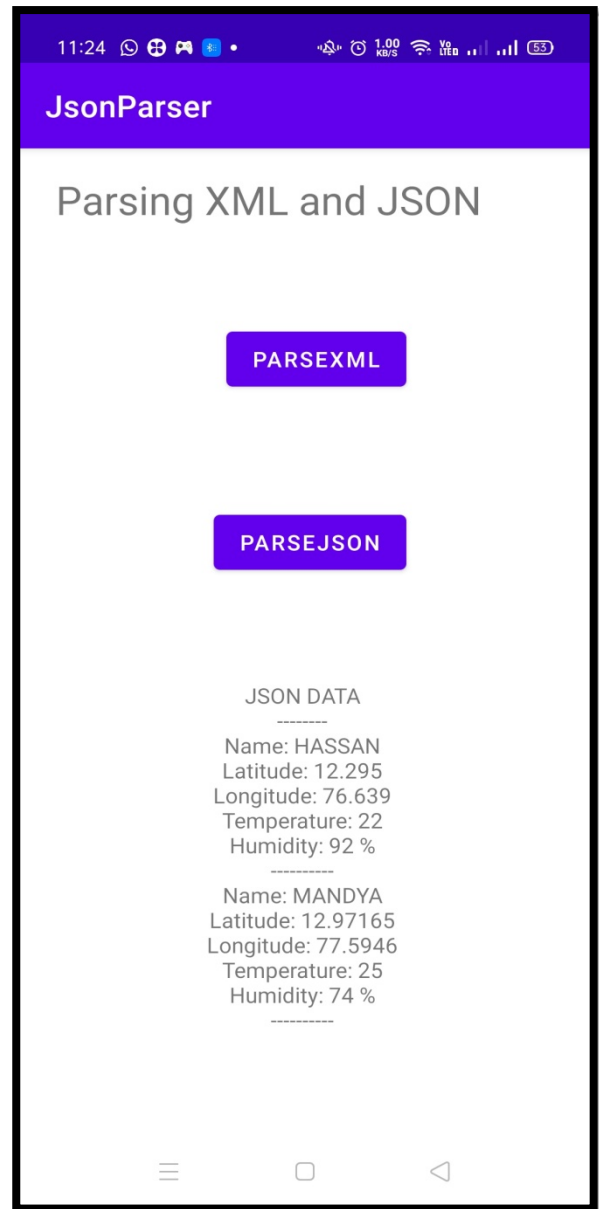 11:24 1.00 KB/S Vo LTE 53
JsonParser
Parsing XML and JSON
PARSEXML
PARSEJSON
JSON DATA
--------
Name: HASSAN
Latitude: 12.295
Longitude: 76.639
Temperature: 22
Humidity: 92 %
----------
Name: MANDYA
Latitude: 12.97165
Longitude: 77.5946
Temperature: 25
Humidity: 74 %
----------